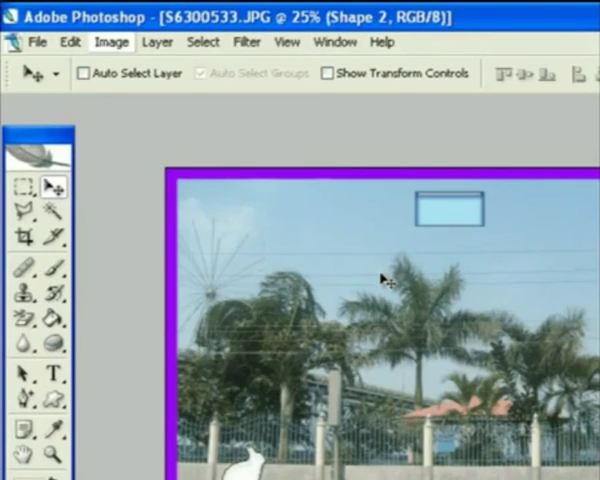 Adobe Photoshop - [S6300533.JPG @ 25% (Shape 2, RGB/8)]
File Edit Image Layer Select Filter View Window Help
Auto Select Layer Auto Select Groups Show Transform Controls
T